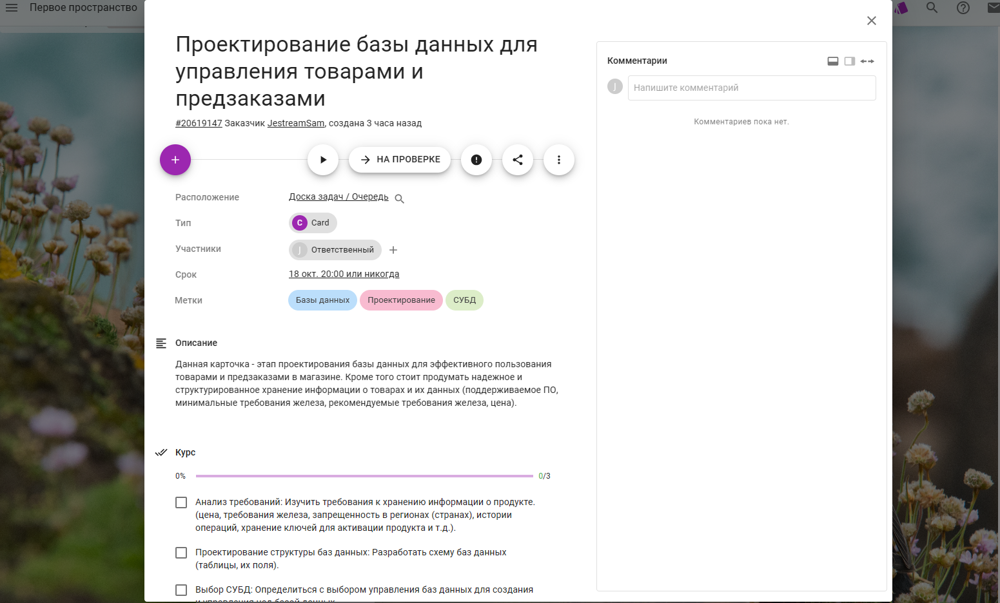 Первое пространство
Проектирование базы данных для
управления товарами и
предзаказами
#20619147 Заказчик JestreamSam, создана 3 часа назад
НА ПРОВЕРКЕ
Расположение
Доска задач / Очередь
Тип
C Card
Участники
J Ответственный
Срок
18 окт. 20:00 или никогда
Метки
Базы данных Проектирование СУБД
Описание
Данная карточка - этап проектирования базы данных для эффективного пользования
товарами и предзаказами в магазине. Кроме того стоит продумать надежное и
структурированное хранение информации о товарах и их данных (поддерживаемое ПО,
минимальные требования железа, рекомендуемые требования железа, цена).
Курс
0% 0/3
Анализ требований: Изучить требования к хранению информации о продукте.
(цена, требования железа, запрещенность в регионах (странах), истории
операций, хранение ключей для активации продукта и т.д.).
Проектирование структуры баз данных: Разработать схему баз данных
(таблицы, их поля).
Выбор СУБД: Определиться с выбором управления баз данных для создания
и управления над базой данных.
Комментарии
J Напишите комментарий
Комментариев пока нет.